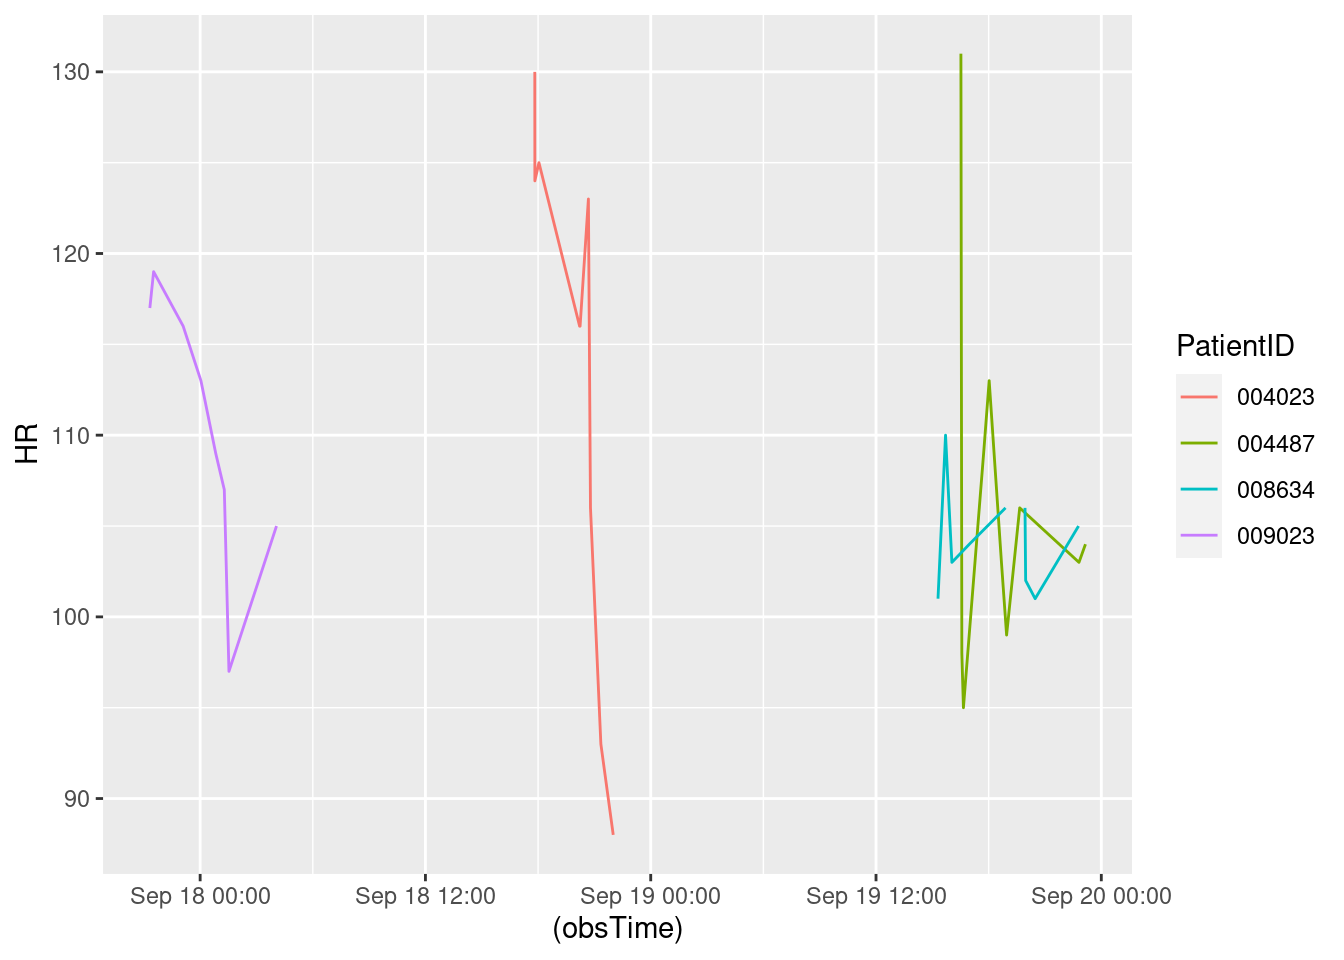 130
120
110
100
90
HR
Sep 18 00:00
Sep 18 12:00
Sep 19 00:00
Sep 19 12:00
Sep 20 00:00
(obsTime)
PatientID
004023
004487
008634
009023